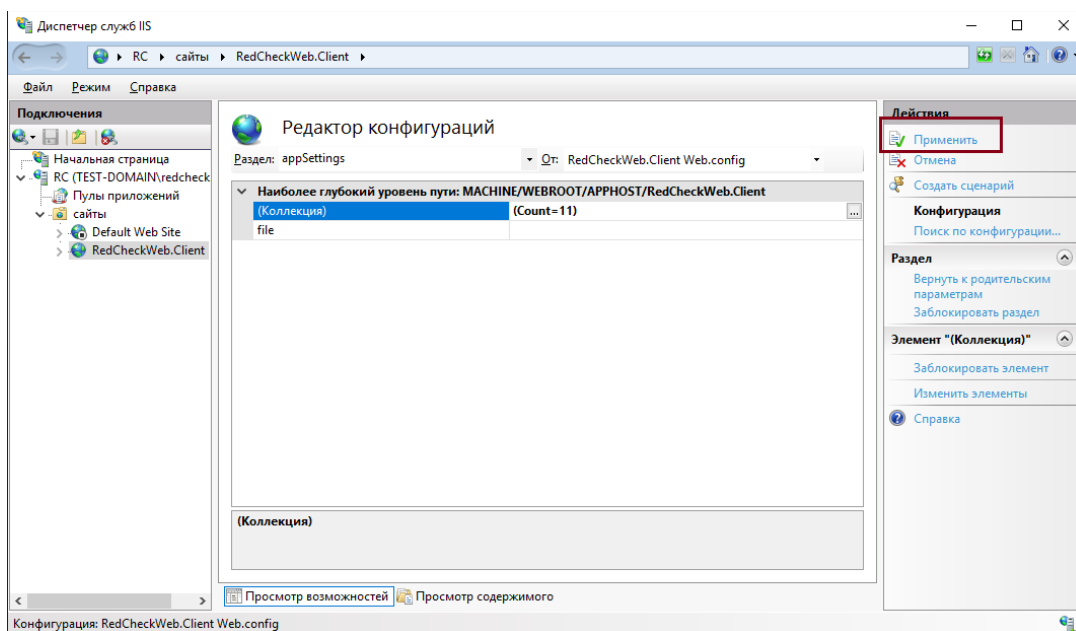 Диспетчер служб IIS
RC сайты RedCheckWeb.Client
Файл Режим Справка
Подключения
Начальная страница
RC (TEST-DOMAIN\redcheck
Пулы приложений
сайты
Default Web Site
RedCheckWeb.Client
Редактор конфигураций
Раздел: appSettings От: RedCheckWeb.Client Web.config
Наиболее глубокий уровень пути: MACHINE/WEBROOT/APPHOST/RedCheckWeb.Client
(Коллекция) (Count=11) ...
file
(Коллекция)
Просмотр возможностей Просмотр содержимого
Действия
Применить
Отмена
Создать сценарий
Конфигурация
Поиск по конфигурации...
Раздел
Вернуть к родительским
параметрам
Заблокировать раздел
Элемент "(Коллекция)"
Заблокировать элемент
Изменить элементы
Справка
Конфигурация: RedCheckWeb.Client Web.config